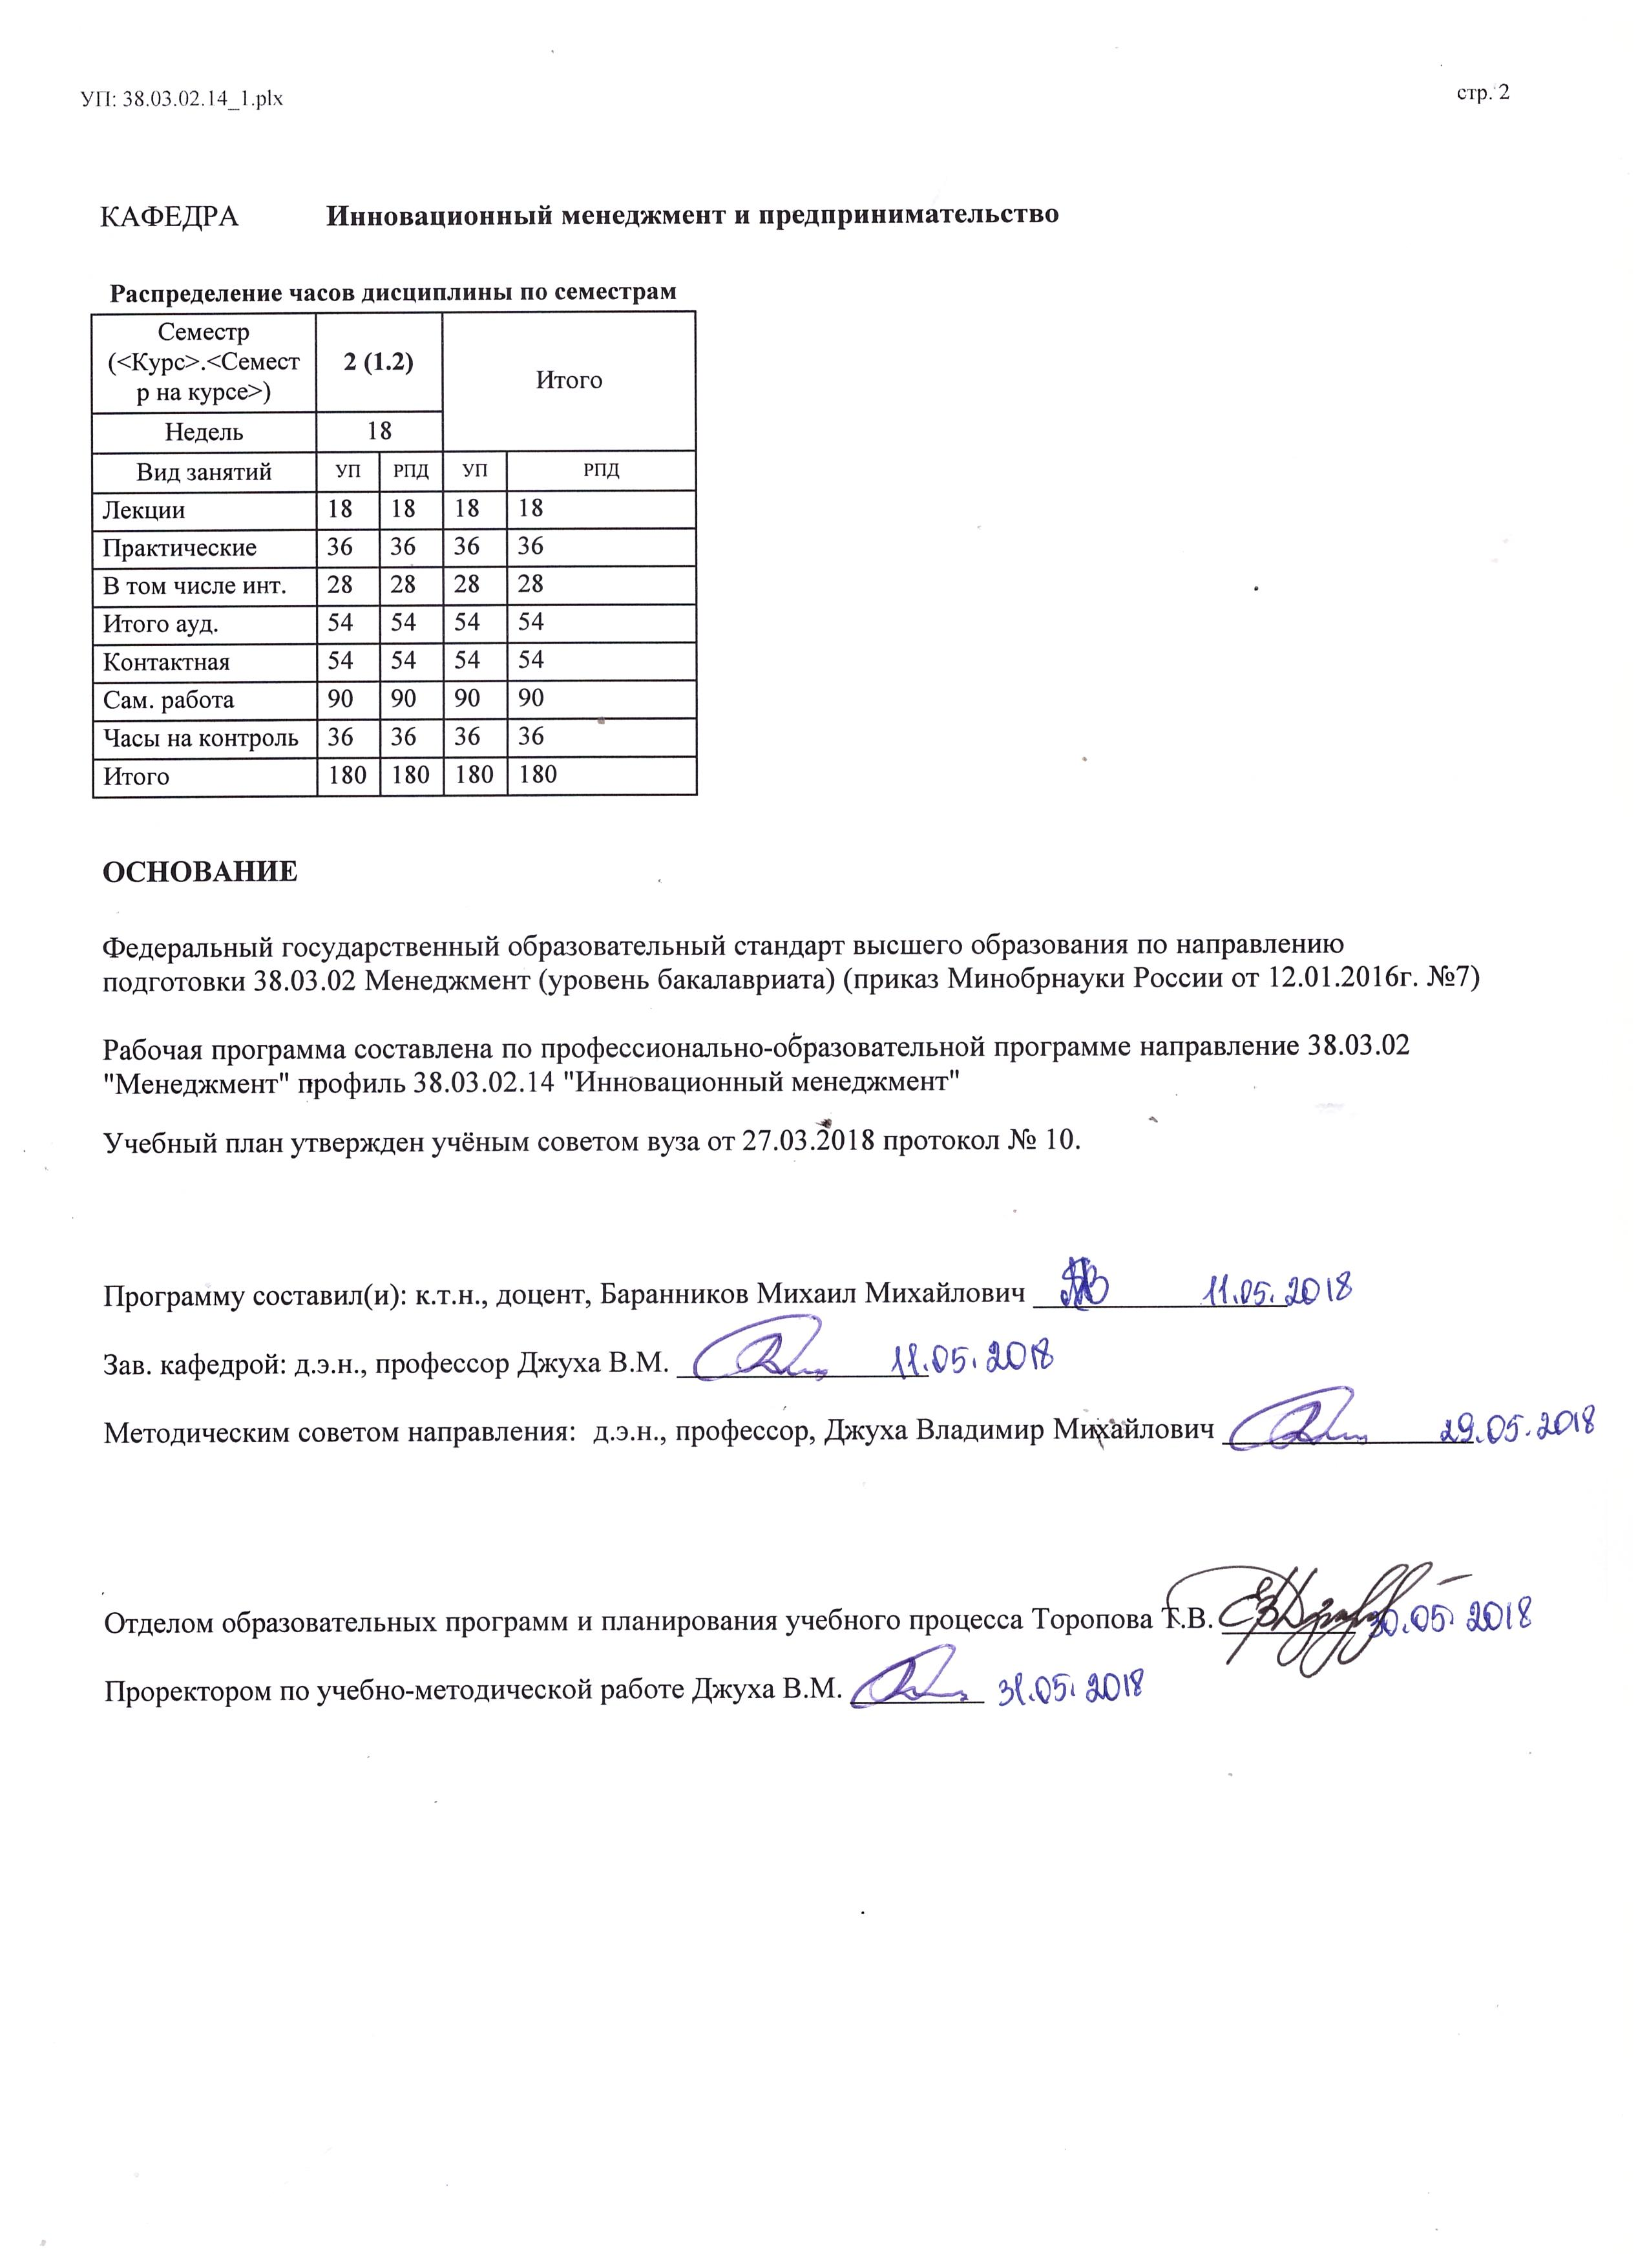 УП: 38.03.02.14_1.plx
стр. 2
КАФЕДРА Инновационный менеджмент и предпринимательство
Распределение часов дисциплины по семестрам
Семестр
(<Курс>.<Семест
р на курсе>)
2 (1.2)
Итого
Недель 18
Вид занятий УП РПД УП РПД
Лекции 18 18 18 18
Практические 36 36 36 36
В том числе инт. 28 28 28 28
Итого ауд. 54 54 54 54
Контактная 54 54 54 54
Сам. работа 90 90 90 90
Часы на контроль 36 36 36 36
Итого 180 180 180 180
ОСНОВАНИЕ
Федеральный государственный образовательный стандарт высшего образования по направлению
подготовки 38.03.02 Менеджмент (уровень бакалавриата) (приказ Минобрнауки России от 12.01.2016г. №7)
Рабочая программа составлена по профессионально-образовательной программе направление 38.03.02
"Менеджмент" профиль 38.03.02.14 "Инновационный менеджмент"
Учебный план утвержден учёным советом вуза от 27.03.2018 протокол № 10.
Программу составил(и): к.т.н., доцент, Баранников Михаил Михайлович 11.05.2018
Зав. кафедрой: д.э.н., профессор Джуха В.М. 11.05.2018
Методическим советом направления: д.э.н., профессор, Джуха Владимир Михайлович 29.05.2018
Отделом образовательных программ и планирования учебного процесса Торопова Т.В. 30.05.2018
Проректором по учебно-методической работе Джуха В.М. 31.05.2018